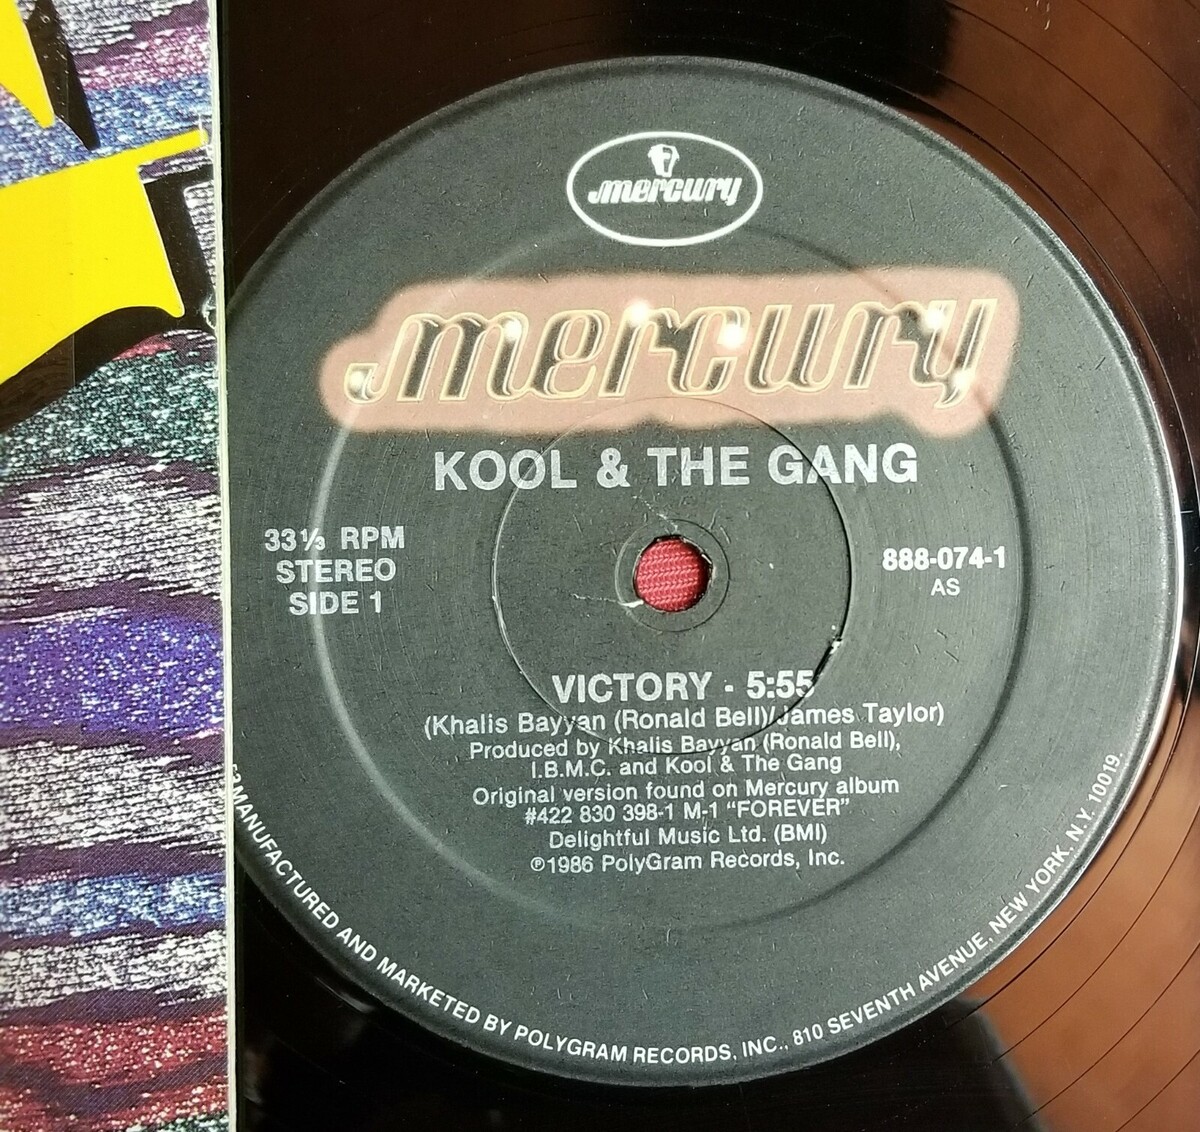 mercury
mercury
KOOL & THE GANG
33⅓ RPM
STEREO
SIDE 1
888-074-1
AS
VICTORY - 5:55
(Khalis Bayyan (Ronald Bell)/James Taylor)
Produced by Khalis Bayyan (Ronald Bell),
I.B.M.C. and Kool & The Gang
Original version found on Mercury album
#422 830 398-1 M-1 "FOREVER"
Delightful Music Ltd. (BMI)
℗1986 PolyGram Records, Inc.
MANUFACTURED AND MARKETED BY POLYGRAM RECORDS, INC., 810 SEVENTH AVENUE, NEW YORK, N.Y. 10019.